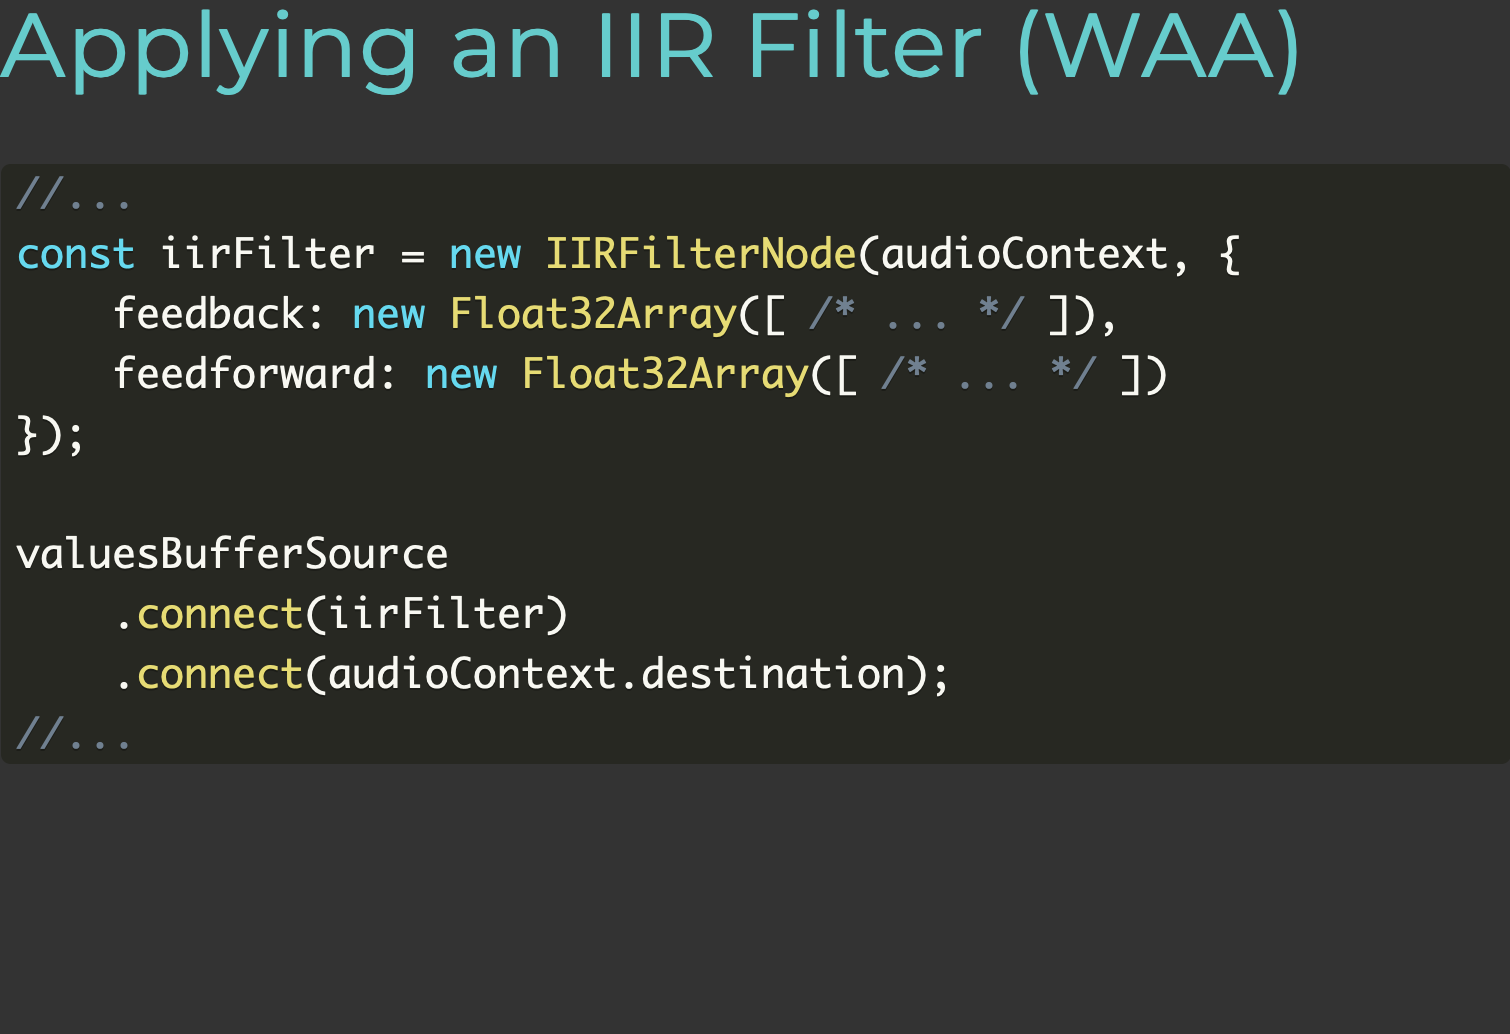 Applying an IIR Filter (WAA)
//...
const iirFilter = new IIRFilterNode(audioContext, {
    feedback: new Float32Array([ /* ... */ ]),
    feedforward: new Float32Array([ /* ... */ ])
});

valuesBufferSource
    .connect(iirFilter)
    .connect(audioContext.destination);
//...